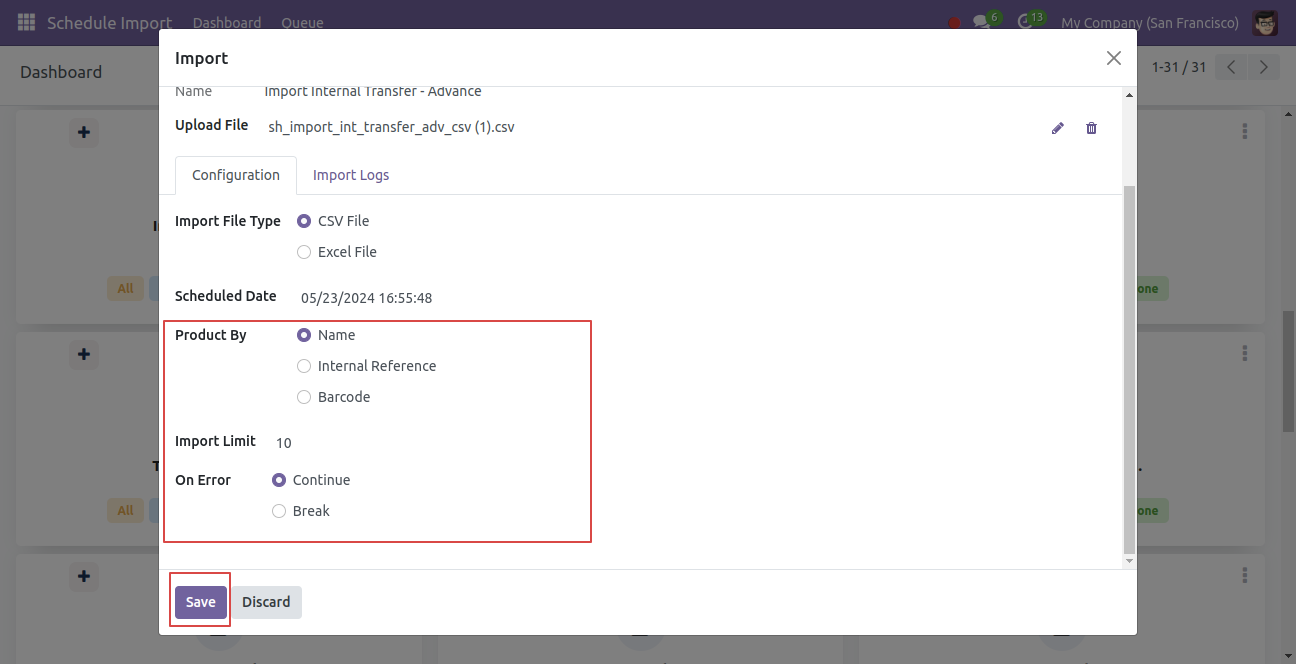 Schedule Import Dashboard Queue 6 13 My Company (San Francisco)
Import
Dashboard 1-31 / 31
Name Import Internal Transfer - Advance
Upload File sh_import_int_transfer_adv_csv (1).csv
Configuration Import Logs
Import File Type CSV File
Excel File
All
Scheduled Date 05/23/2024 16:55:48
Product By Name
Internal Reference
Barcode
Import Limit 10
On Error Continue
All
Break
Save Discard